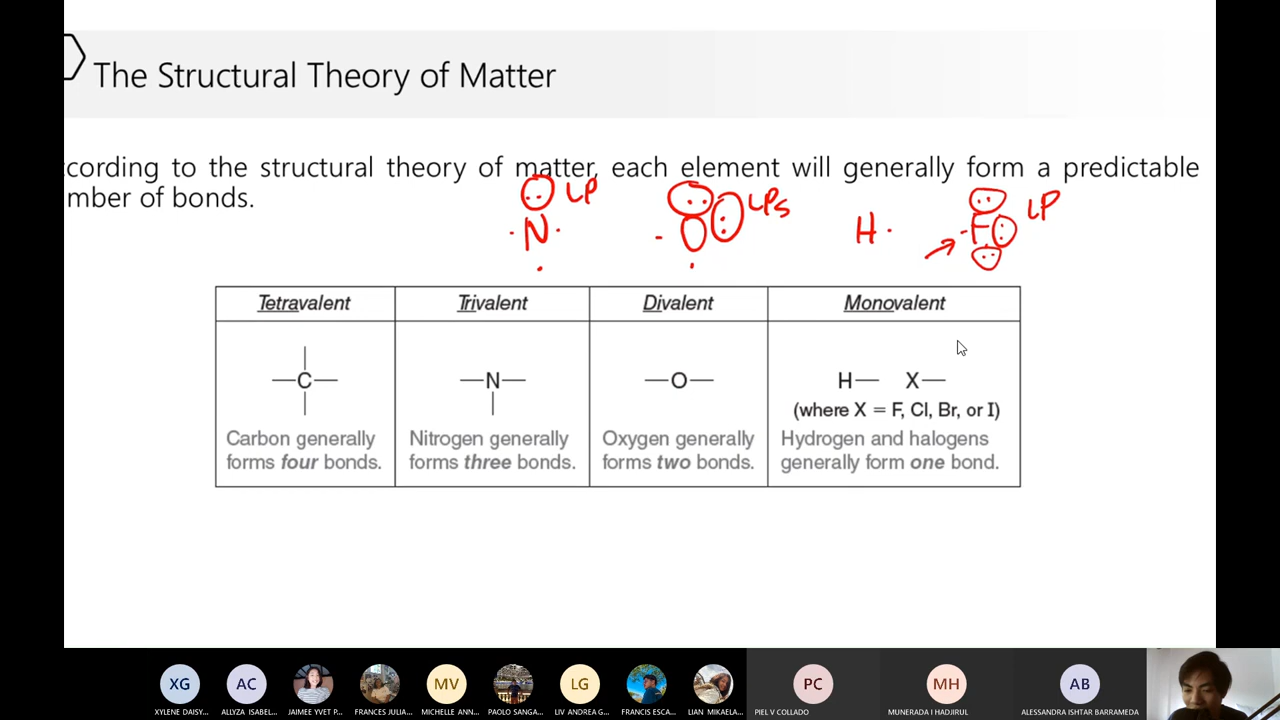 The Structural Theory of Matter
ccording to the structural theory of matter, each element will generally form a predictable
mber of bonds.
LP LPs LP
N O H F
Tetravalent Trivalent Divalent Monovalent
—C— —N— —O— H— X—
(where X = F, Cl, Br, or I)
Carbon generally Nitrogen generally Oxygen generally Hydrogen and halogens
forms four bonds. forms three bonds. forms two bonds. generally form one bond.
XG AC MV LG PC MH AB
XYLENE DAISY... ALLYZA ISABEL... JAIMEE YVET P... FRANCES JULIA... MICHELLE ANN... PAOLO SANGA... LIV ANDREA G... FRANCIS ESCA... LIAN MIKAELA... PIEL V COLLADO MUNERADA I HADJIRUL ALESSANDRA ISHTAR BARRAMEDA